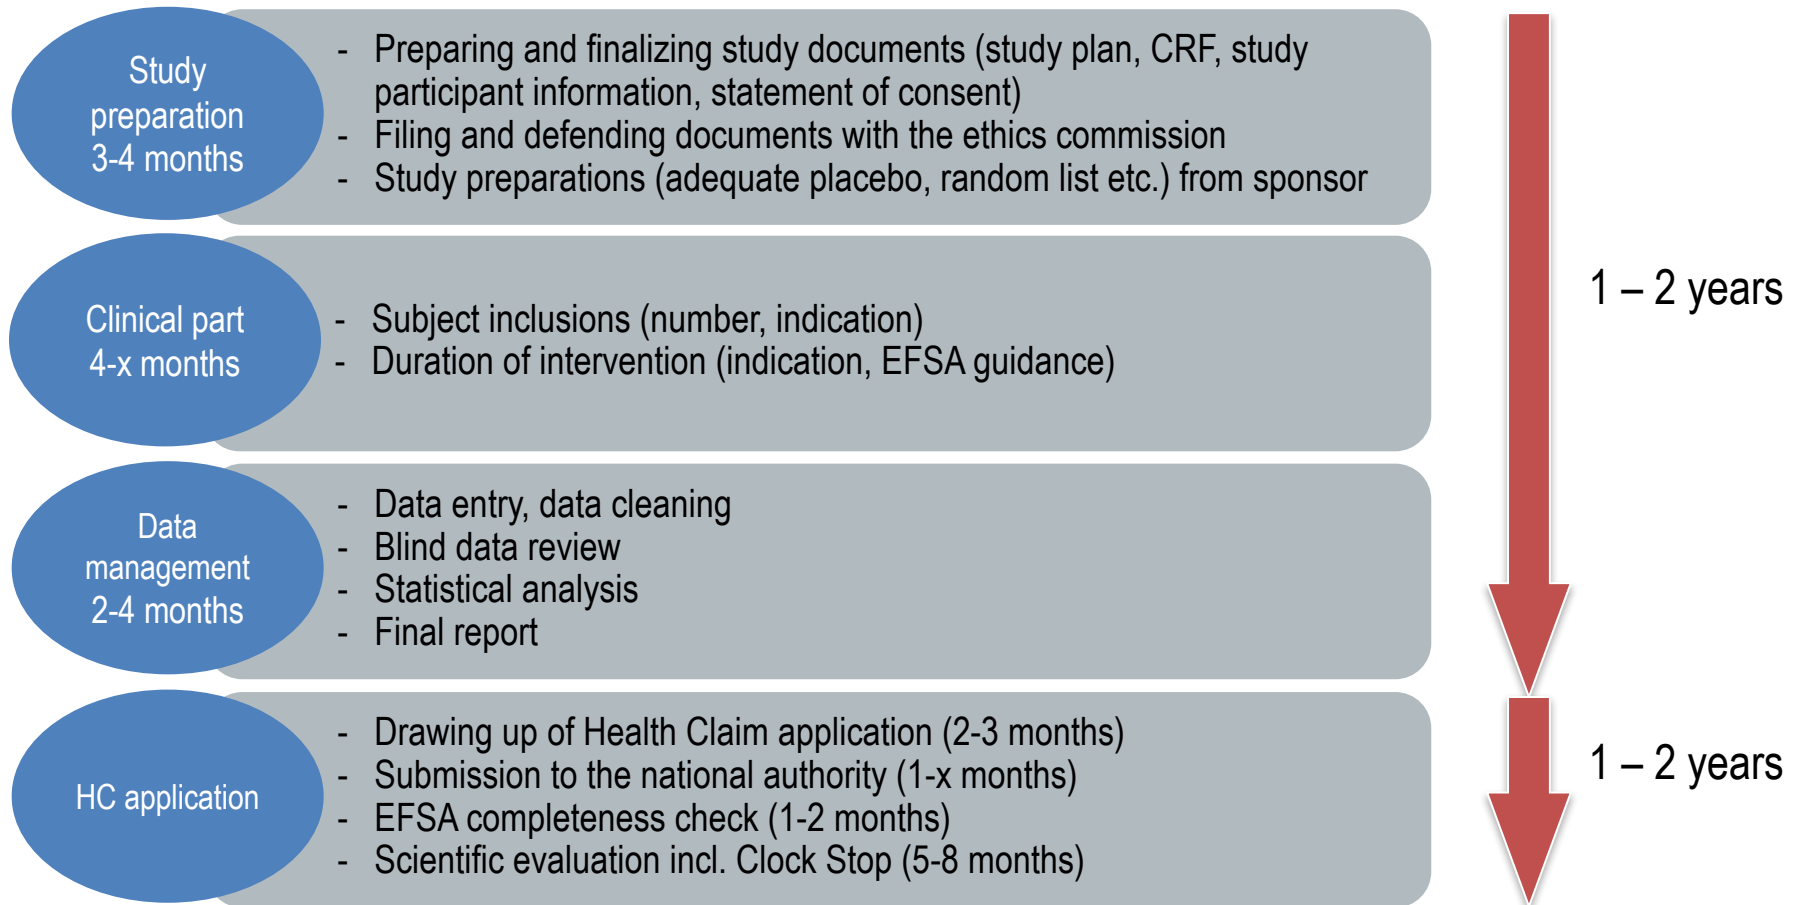 Study
preparation
3-4 months
- Preparing and finalizing study documents (study plan, CRF, study
participant information, statement of consent)
- Filing and defending documents with the ethics commission
- Study preparations (adequate placebo, random list etc.) from sponsor
Clinical part
4-x months
- Subject inclusions (number, indication)
- Duration of intervention (indication, EFSA guidance)
1 – 2 years
Data
management
2-4 months
- Data entry, data cleaning
- Blind data review
- Statistical analysis
- Final report
HC application
- Drawing up of Health Claim application (2-3 months)
- Submission to the national authority (1-x months)
- EFSA completeness check (1-2 months)
- Scientific evaluation incl. Clock Stop (5-8 months)
1 – 2 years